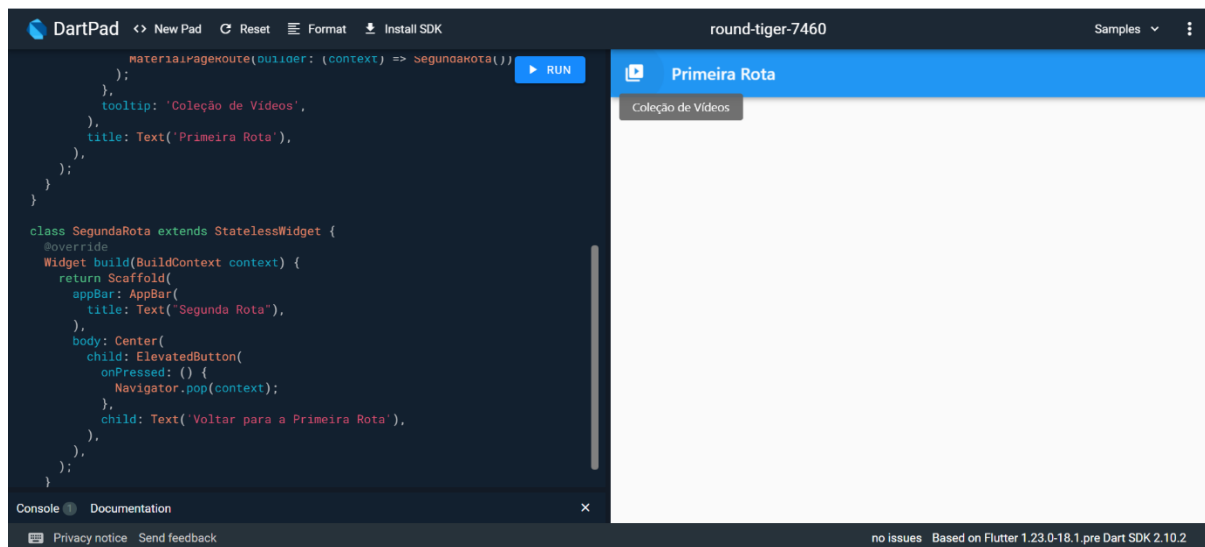 DartPad <> New Pad Reset Format Install SDK round-tiger-7460 Samples
MaterialPageRoute(builder: (context) => SegundaRota())
);
},
tooltip: 'Coleção de Vídeos',
),
title: Text('Primeira Rota'),
),
);
}
}
class SegundaRota extends StatelessWidget {
@override
Widget build(BuildContext context) {
return Scaffold(
appBar: AppBar(
title: Text("Segunda Rota"),
),
body: Center(
child: ElevatedButton(
onPressed: () {
Navigator.pop(context);
},
child: Text('Voltar para a Primeira Rota'),
),
),
);
}
RUN
Primeira Rota
Coleção de Vídeos
Console 1 Documentation ×
Privacy notice Send feedback no issues Based on Flutter 1.23.0-18.1.pre Dart SDK 2.10.2